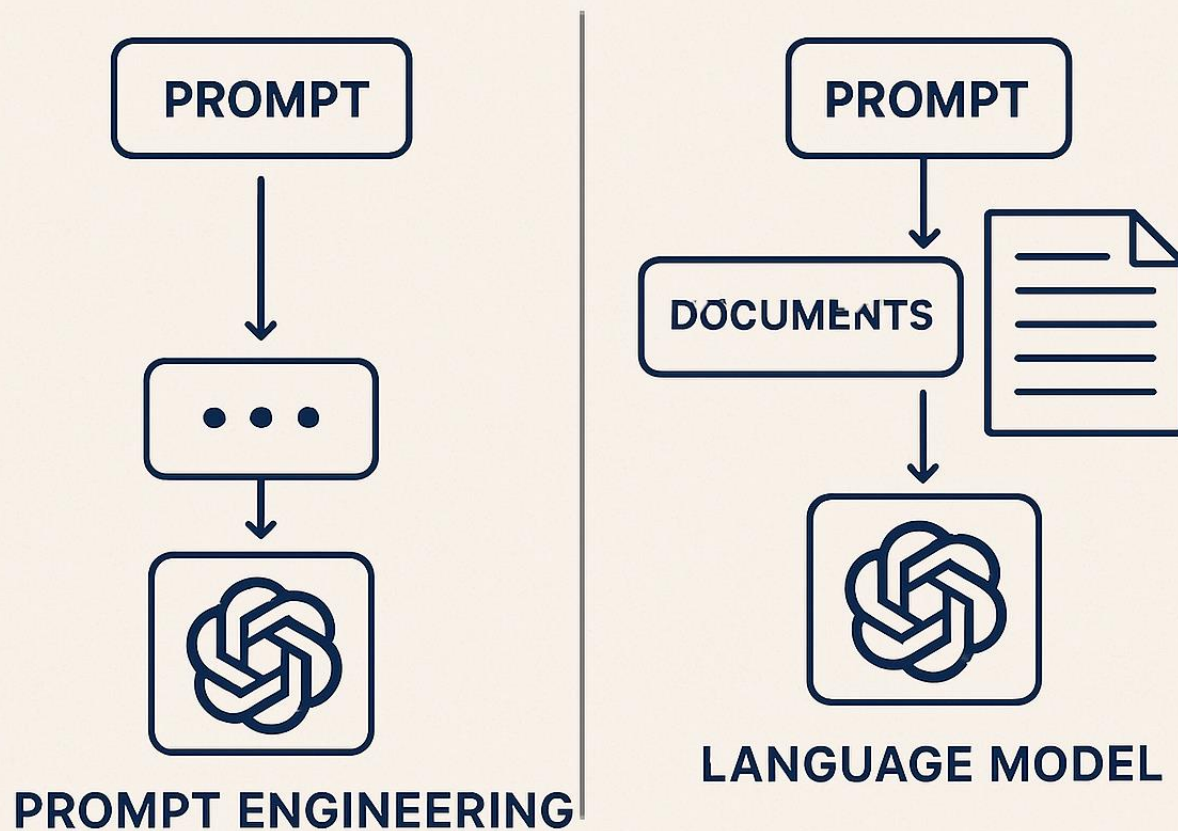 PROMPT
PROMPT ENGINEERING
PROMPT
DOCUMENTS
LANGUAGE MODEL